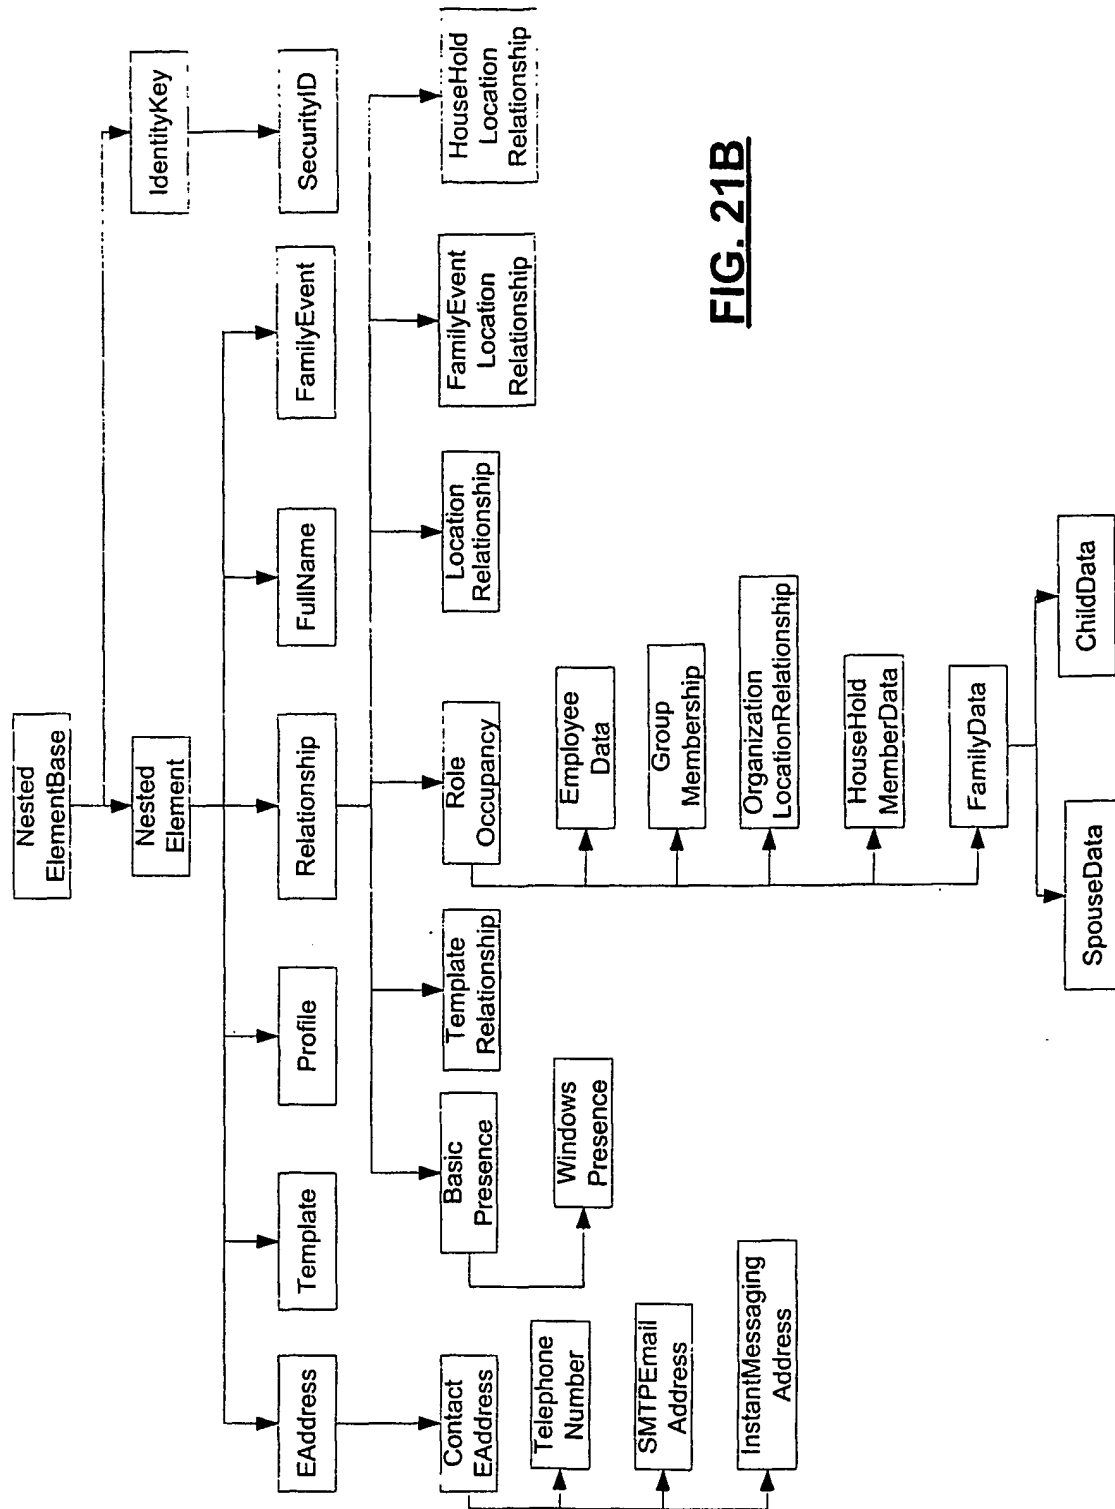 Nested
ElementBase
Nested
Element
IdentityKey
EAddress
Template
Profile
Relationship
FullName
FamilyEvent
SecurityID
Contact
EAddress
Basic
Presence
Template
Relationship
Role
Occupancy
Location
Relationship
FamilyEvent
Location
Relationship
HouseHold
Location
Relationship
Telephone
Number
SMTPEmail
Address
InstantMessaging
Address
Windows
Presence
Employee
Data
Group
Membership
Organization
LocationRelationship
HouseHold
MemberData
FamilyData
SpouseData
ChildData
FIG. 21B